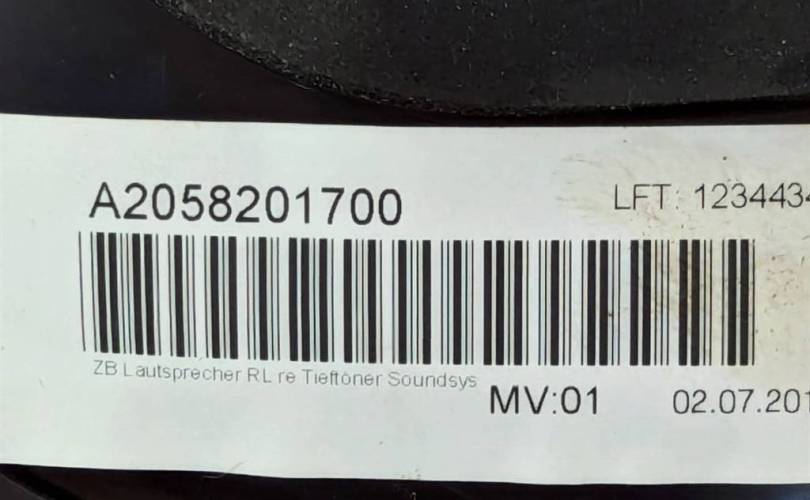 A2058201700
LFT: 1234434
ZB Lautsprecher RL re Tieftöner Soundsys
MV:01
02.07.201